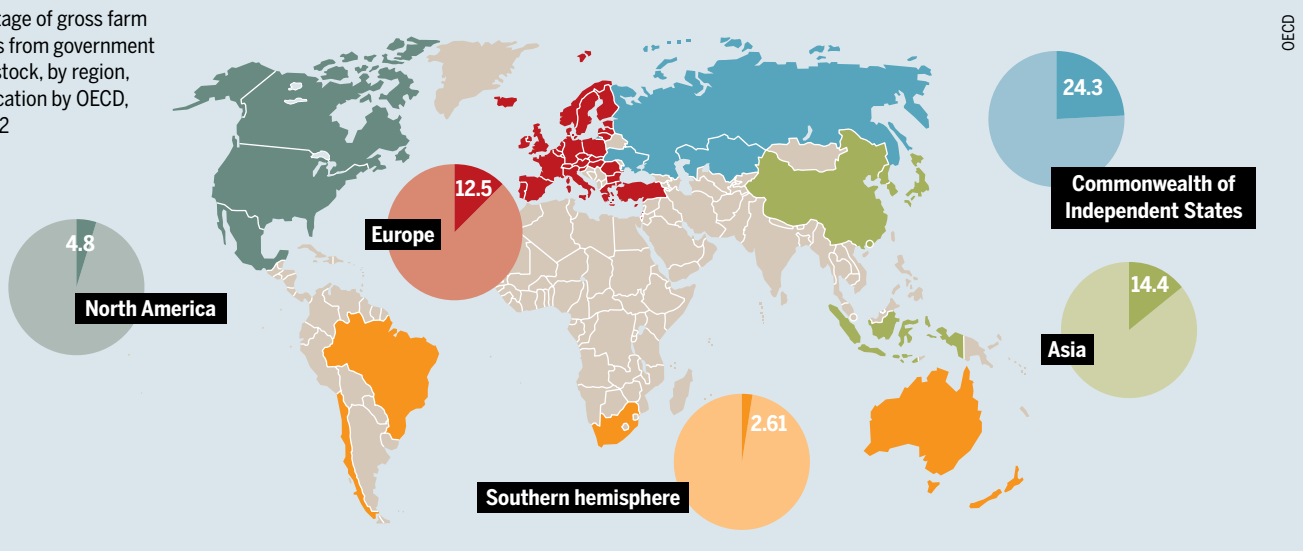 tage of gross farm
s from government
stock, by region,
cation by OECD,
2
OECD
24.3
Commonwealth of
Independent States
12.5
Europe
4.8
North America
14.4
Asia
2.61
Southern hemisphere